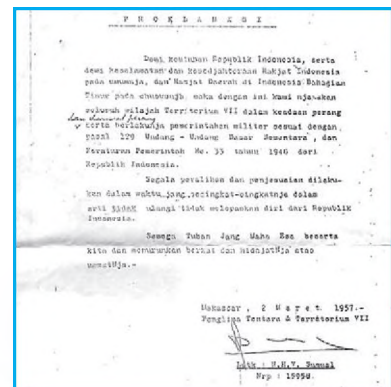 P R O K L A M A S I
Demi keutuhan Republik Indonesia, serta
demi keselamatan dan kesedjahteraan Rakjat Indonesia
pada umumnja, dan Rakjat Daerah di Indonesia Bahagian
Timur pada chususnja, maka dengan ini kami njatakan
seluruh wilajah Territorium VII dalam keadaan perang
dan darurat perang
serta berlakunja pemerintahan militer sesuai dengan
pasal 129 Undang - Undang Dasar Sementara, dan
Peraturan Pemerintah No. 33 tahun 1948 dari
Republik Indonesia.
Segala peralihan dan penjesuaian dilaku-
kan dalam waktu jang sesingkat-singkatnja dalam
arti tidak ulangi tidak melepaskan diri dari Republik
Indonesia.
Semoga Tuhan Jang Maha Esa beserta
kita dan menurunkan berkat dan hidajatNja atas
umatNja.-
Makassar, 2 Maret 1957.-
Panglima Tentara & Territorium VII
Letk : H.N.V. Sumual
Nrp : 15958.